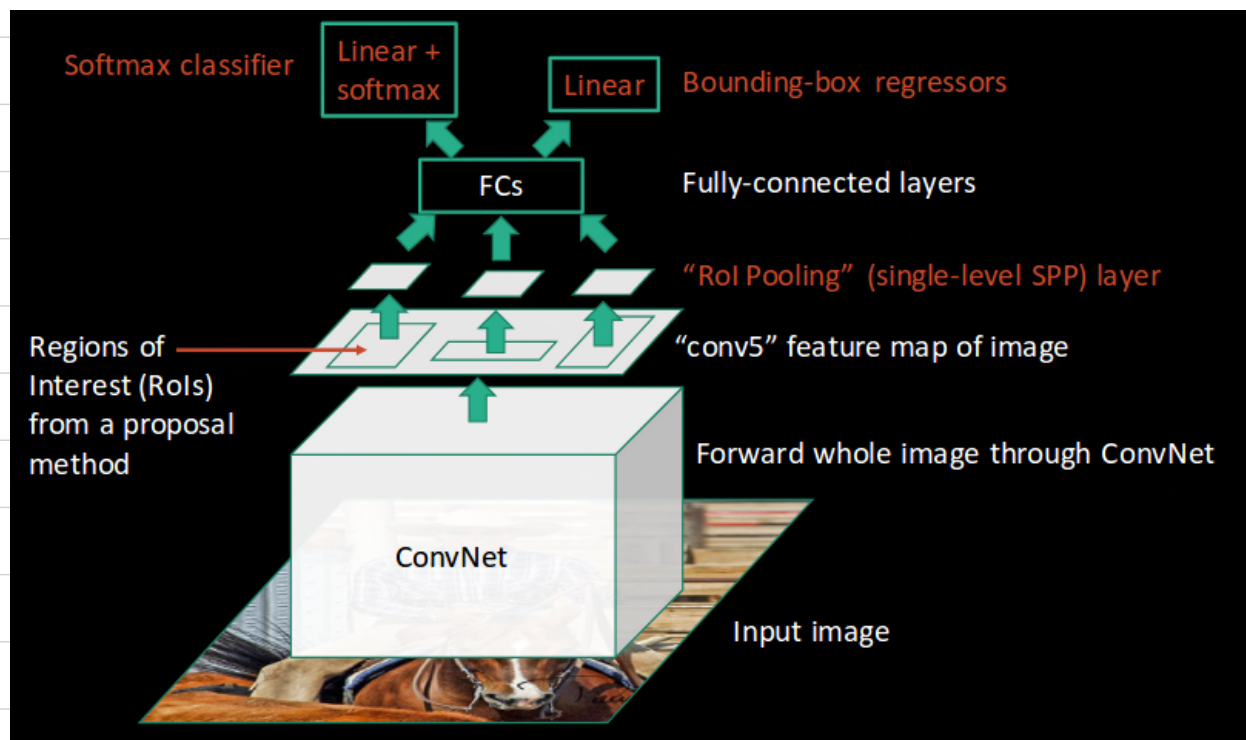 Softmax classifier
Linear +
softmax
Linear
Bounding-box regressors
FCs
Fully-connected layers
“RoI Pooling” (single-level SPP) layer
Regions of
Interest (RoIs)
from a proposal
method
“conv5” feature map of image
Forward whole image through ConvNet
ConvNet
Input image